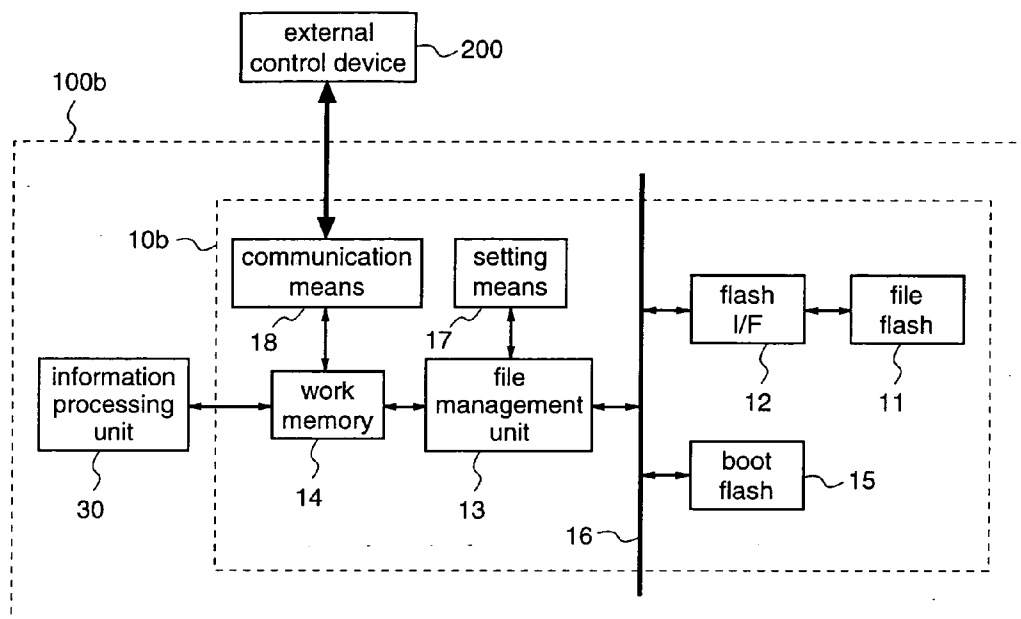 external
control device
200
100b
10b
communication
means
18
setting
means
17
flash
I/F
12
file
flash
11
information
processing
unit
30
work
memory
14
file
management
unit
13
boot
flash
15
16